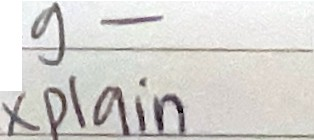 g —
xplain